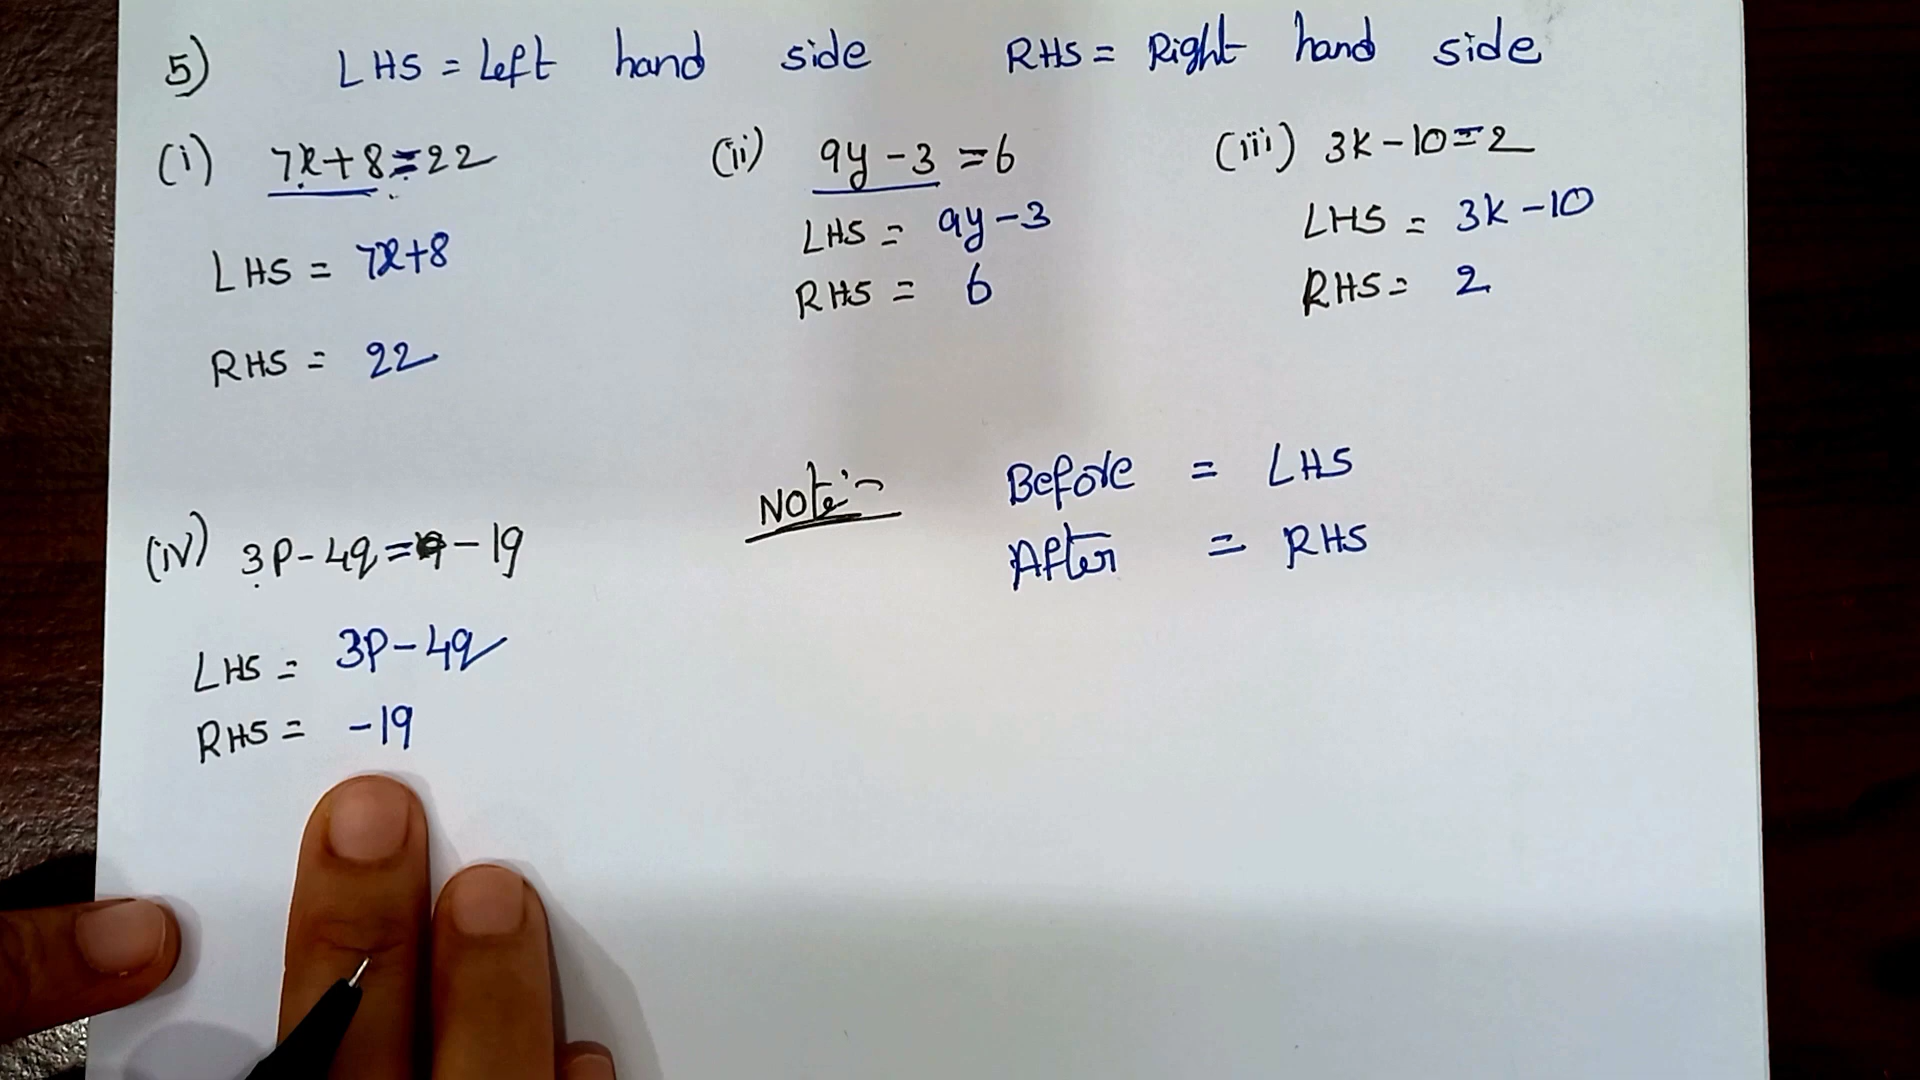 5) LHS = Left hand side RHS = Right hand side
(i) 7x+8=22
LHS = 7x+8
RHS = 22
(ii) 9y-3=6
LHS = 9y-3
RHS = 6
(iii) 3k-10=2
LHS = 3k-10
RHS = 2
Note:- Before = LHS
After = RHS
(iv) 3p-4q=-19
LHS = 3p-4q
RHS = -19